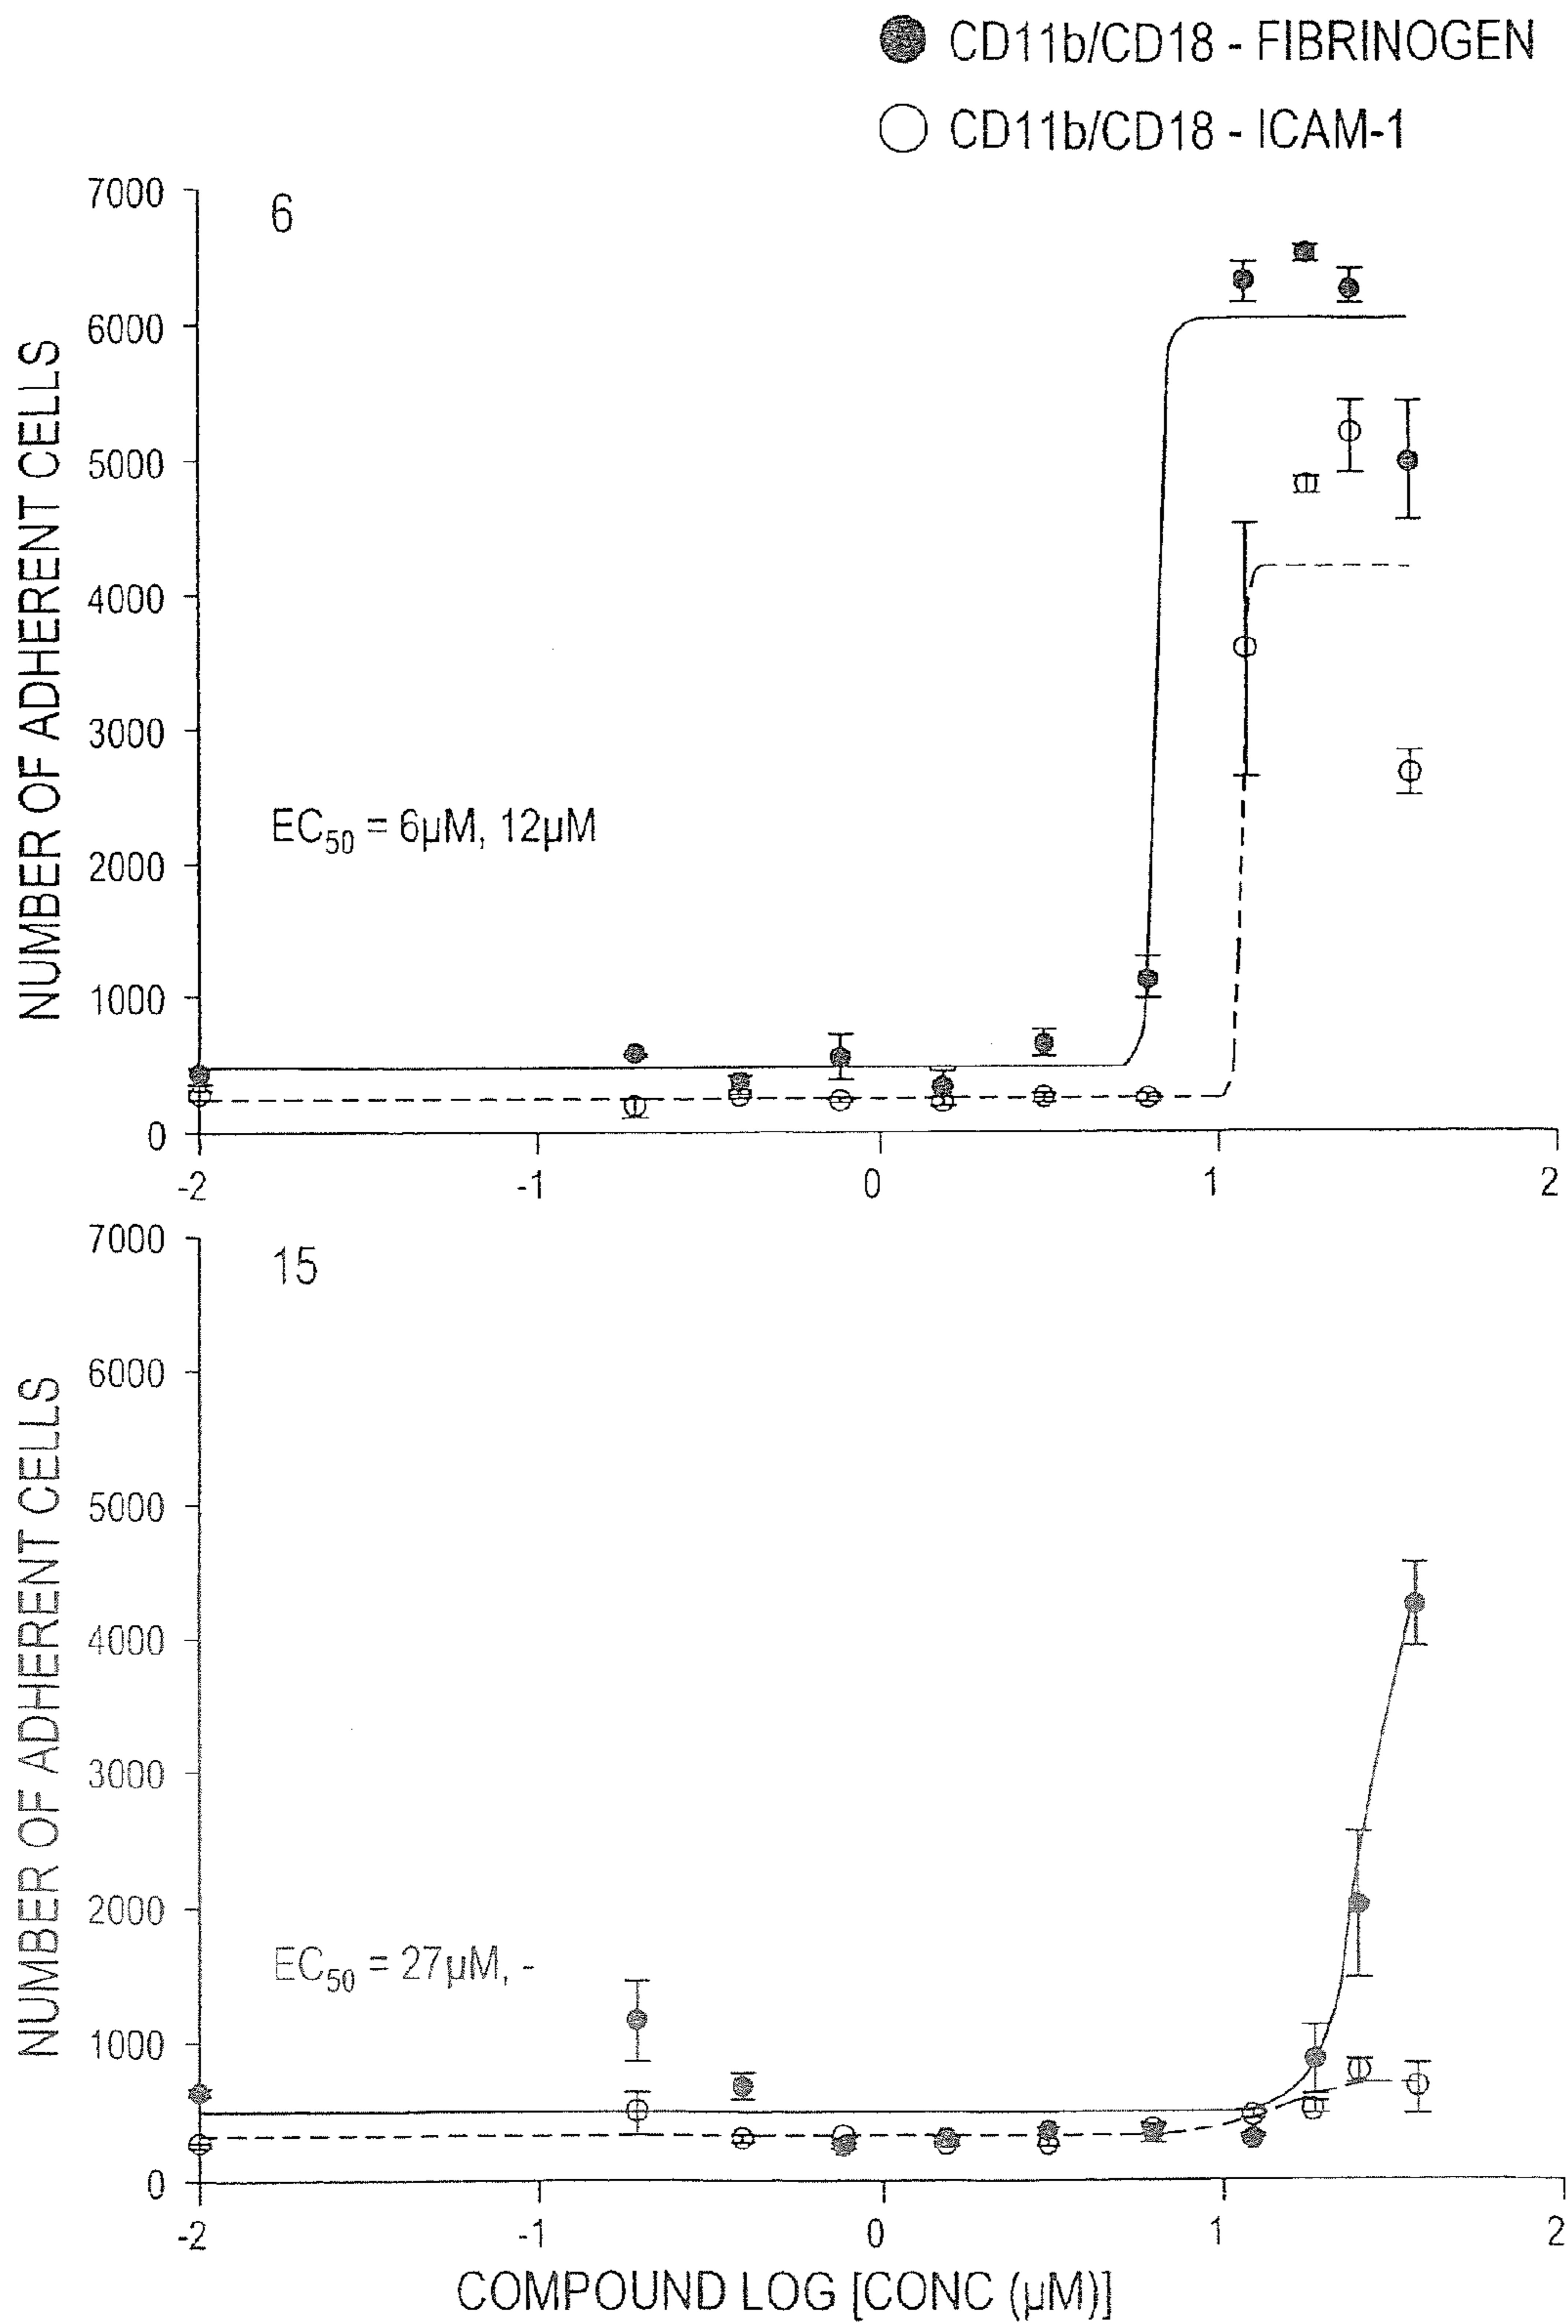 CD11b/CD18 - FIBRINOGEN
CD11b/CD18 - ICAM-1
6
NUMBER OF ADHERENT CELLS
7000
6000
5000
4000
3000
2000
1000
0
EC50 = 6µM, 12µM
-2 -1 0 1 2
15
NUMBER OF ADHERENT CELLS
7000
6000
5000
4000
3000
2000
1000
0
EC50 = 27µM, -
-2 -1 0 1 2
COMPOUND LOG [CONC (µM)]